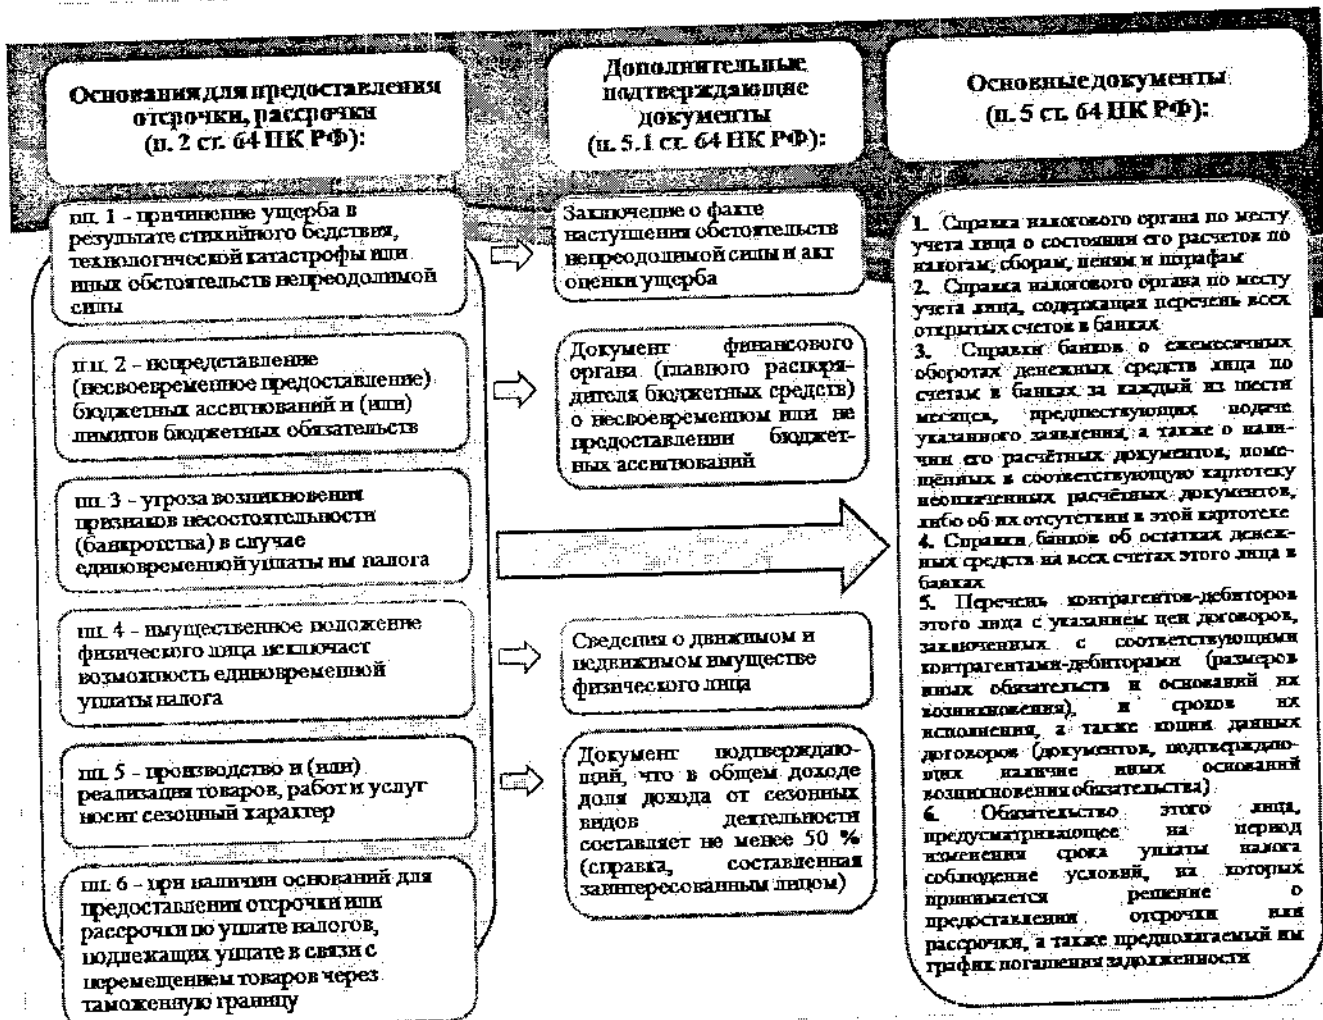 Основания для предоставления
отсрочки, рассрочки
(п. 2 ст. 64 НК РФ):
Дополнительные
подтверждающие
документы
(п. 5.1 ст. 64 НК РФ):
Основные документы
(п. 5 ст. 64 НК РФ):
пп. 1 - причинение ущерба в
результате стихийного бедствия,
технологической катастрофы или
иных обстоятельств непреодолимой
силы
Заключение о факте
наступления обстоятельств
непреодолимой силы и акт
оценки ущерба
пп. 2 - непредставление
(несвоевременное предоставление)
бюджетных ассигнований и (или)
лимитов бюджетных обязательств
Документ финансового
органа (главного распоря-
дителя бюджетных средств)
о несвоевременном или не
предоставлении бюджет-
ных ассигнований
пп. 3 - угроза возникновения
признаков несостоятельности
(банкротства) в случае
единовременной уплаты им налога
пп. 4 - имущественное положение
физического лица исключает
возможность единовременной
уплаты налога
Сведения о движимом и
недвижимом имуществе
физического лица
пп. 5 - производство и (или)
реализация товаров, работ и услуг
носит сезонный характер
Документ подтверждаю-
щий, что в общем доходе
доля дохода от сезонных
видов деятельности
составляет не менее 50 %
(справка, составленная
заинтересованным лицом)
пп. 6 - при наличии оснований для
предоставления отсрочки или
рассрочки по уплате налогов,
подлежащих уплате в связи с
перемещением товаров через
таможенную границу
1. Справка налогового органа по месту
учета лица о состоянии его расчетов по
налогам, сборам, пеням и штрафам
2. Справка налогового органа по месту
учета лица, содержащая перечень всех
открытых счетов в банках
3. Справки банков о ежемесячных
оборотах денежных средств лица по
счетам в банках за каждый из шести
месяцев, предшествующих подаче
указанного заявления, а также о нали-
чии его расчётных документов, поме-
щённых в соответствующую картотеку
неоплаченных расчётных документов,
либо об их отсутствии в этой картотеке
4. Справки банков об остатках денеж-
ных средств на всех счетах этого лица в
банках
5. Перечень контрагентов-дебиторов
этого лица с указанием цен договоров,
заключенных с соответствующими
контрагентами-дебиторами (размеров
иных обязательств и оснований их
возникновения), и сроков их
исполнения, а также копии данных
договоров (документов, подтверждаю-
щих наличие иных оснований
возникновения обязательства)
6. Обязательство этого лица,
предусматривающее на период
изменения срока уплаты налога
соблюдение условий, на которых
принимается решение о
предоставлении отсрочки или
рассрочки, а также предполагаемый им
график погашения задолженности